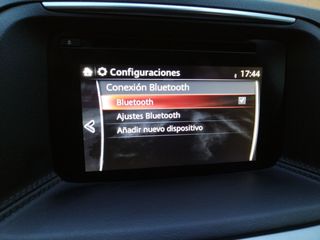 Configuraciones
17:44
Conexión Bluetooth
Bluetooth
Ajustes Bluetooth
Añadir nuevo dispositivo